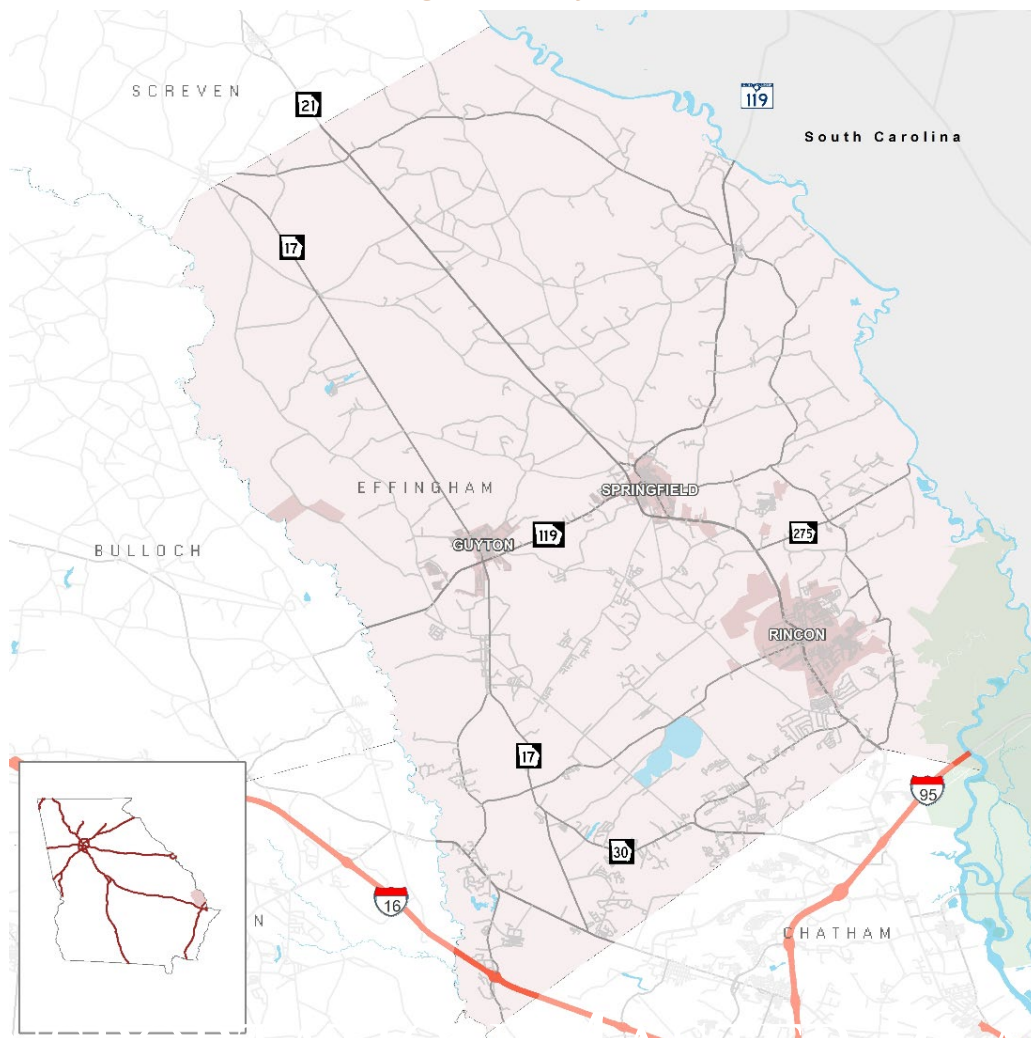 SCREVEN
21
119
South Carolina
17
EFFINGHAM
SPRINGFIELD
BULLOCH
GUYTON
119
275
RINCON
17
95
30
16
N
CHATHAM